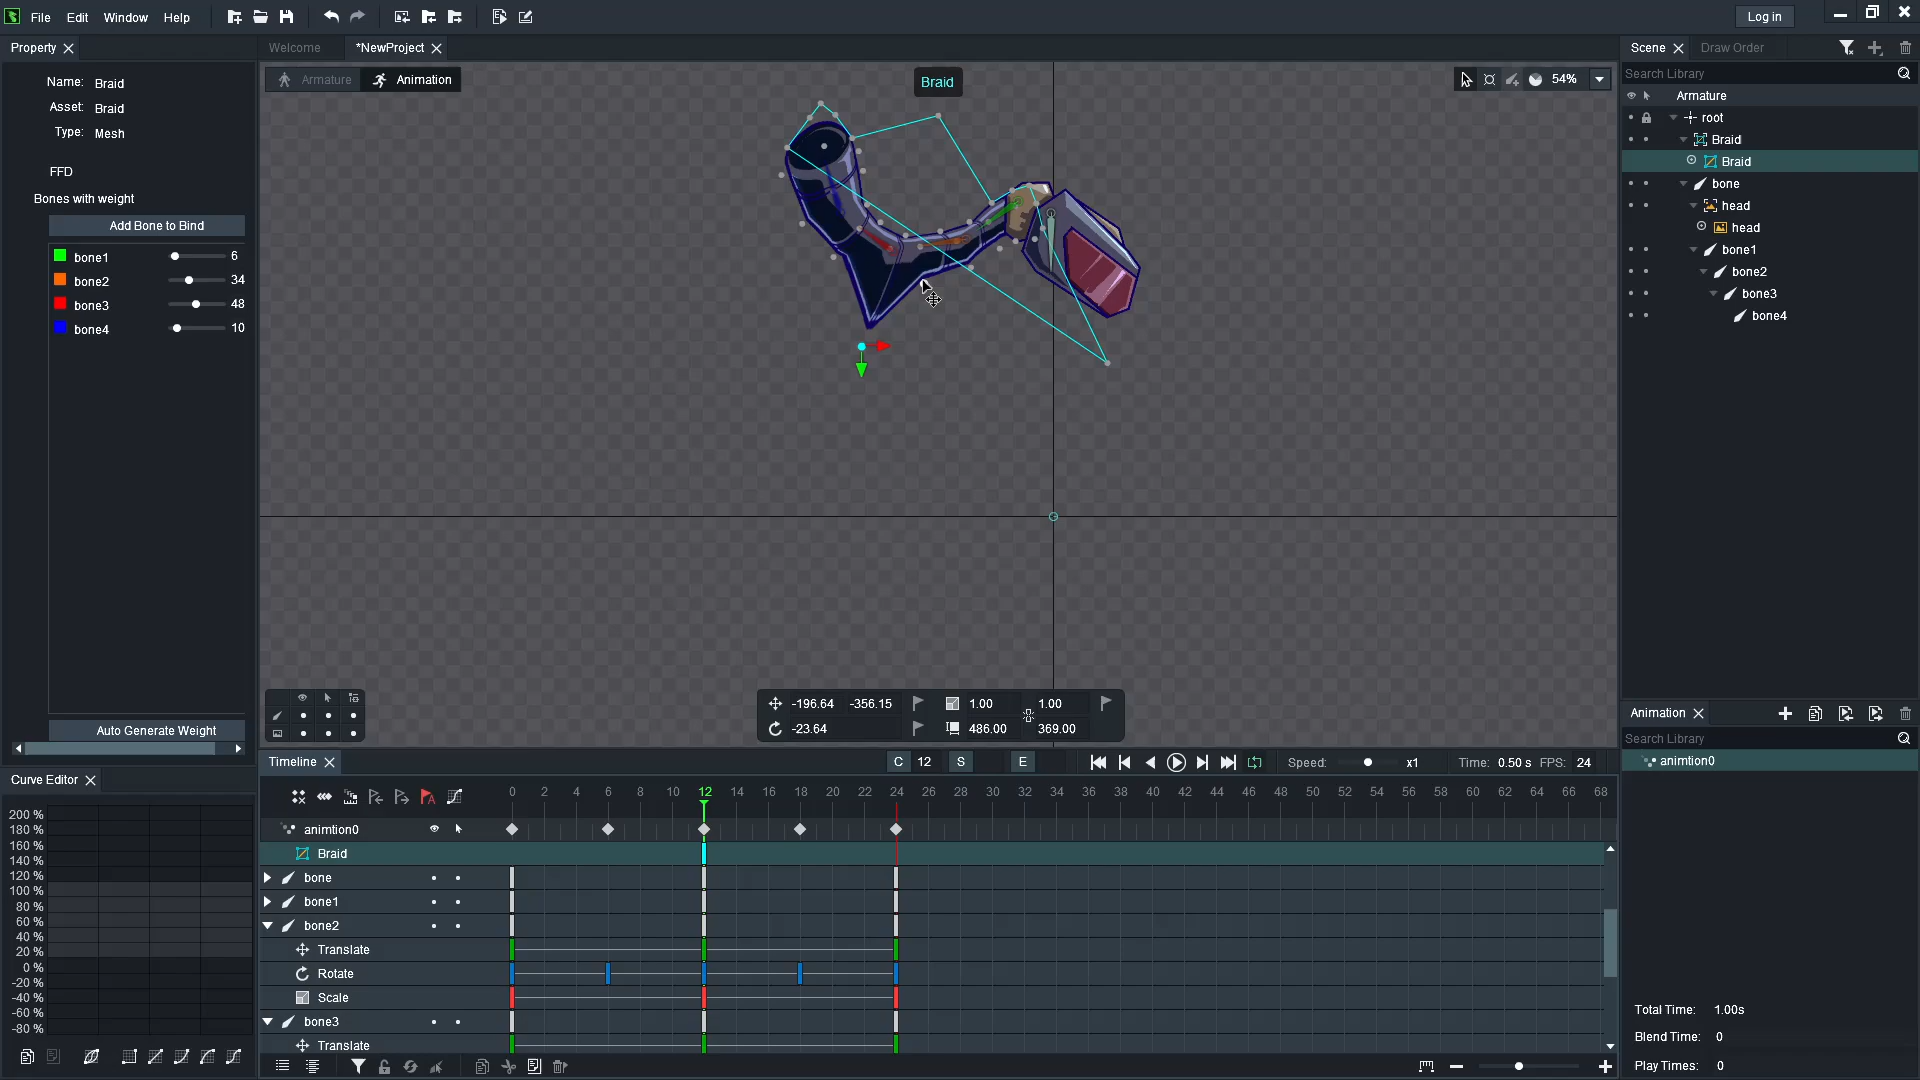 File Edit Window Help
Log in
Property
Welcome
*NewProject
Scene
Draw Order
Name: Braid
Asset: Braid
Type: Mesh
FFD
Bones with weight
Add Bone to Bind
bone1 6
bone2 34
bone3 48
bone4 10
Auto Generate Weight
Armature
Animation
Braid
54%
Search Library
Armature
root
Braid
Braid
bone
head
head
bone1
bone2
bone3
bone4
-196.64 -356.15 1.00 1.00
-23.64 486.00 369.00
Animation
Search Library
animtion0
Total Time: 1.00s
Blend Time: 0
Play Times: 0
Curve Editor
200 %
180 %
160 %
140 %
120 %
100 %
80 %
60 %
40 %
20 %
0 %
-20 %
-40 %
-60 %
-80 %
Timeline
C 12 S E
Speed: x1
Time: 0.50 s FPS: 24
0 2 4 6 8 10 12 14 16 18 20 22 24 26 28 30 32 34 36 38 40 42 44 46 48 50 52 54 56 58 60 62 64 66 68
animtion0
Braid
bone
bone1
bone2
Translate
Rotate
Scale
bone3
Translate